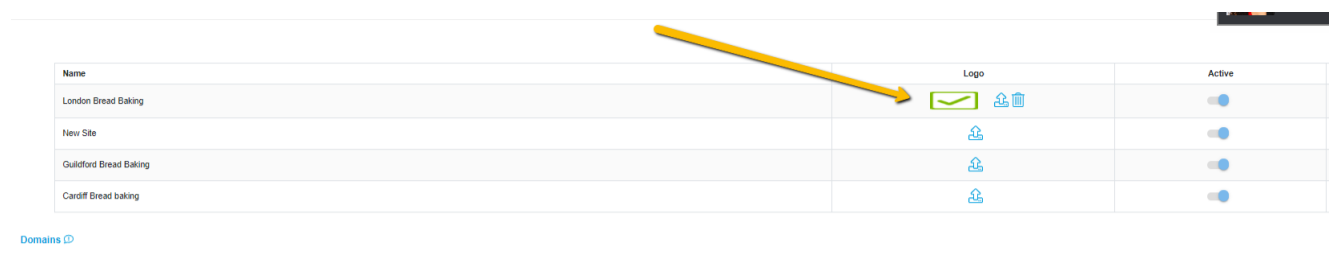 Name Logo Active
London Bread Baking
New Site
Guildford Bread Baking
Cardiff Bread baking
Domains